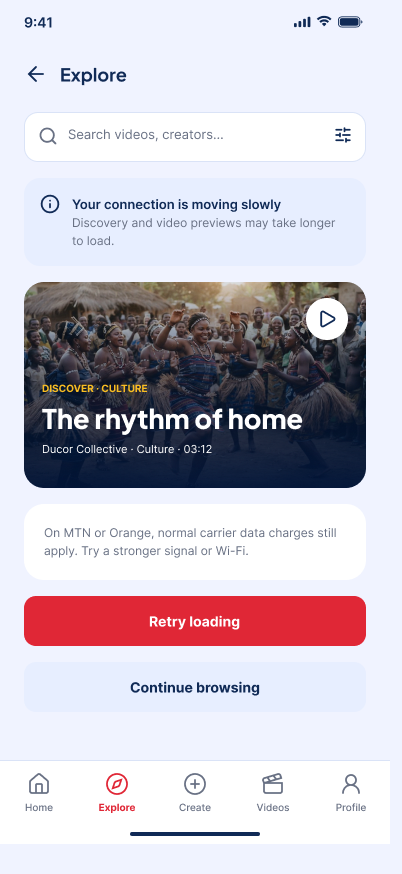 9:41
Explore
Search videos, creators...
Your connection is moving slowly
Discovery and video previews may take longer
to load.
DISCOVER · CULTURE
The rhythm of home
Ducor Collective · Culture · 03:12
On MTN or Orange, normal carrier data charges still
apply. Try a stronger signal or Wi-Fi.
Retry loading
Continue browsing
Home
Explore
Create
Videos
Profile